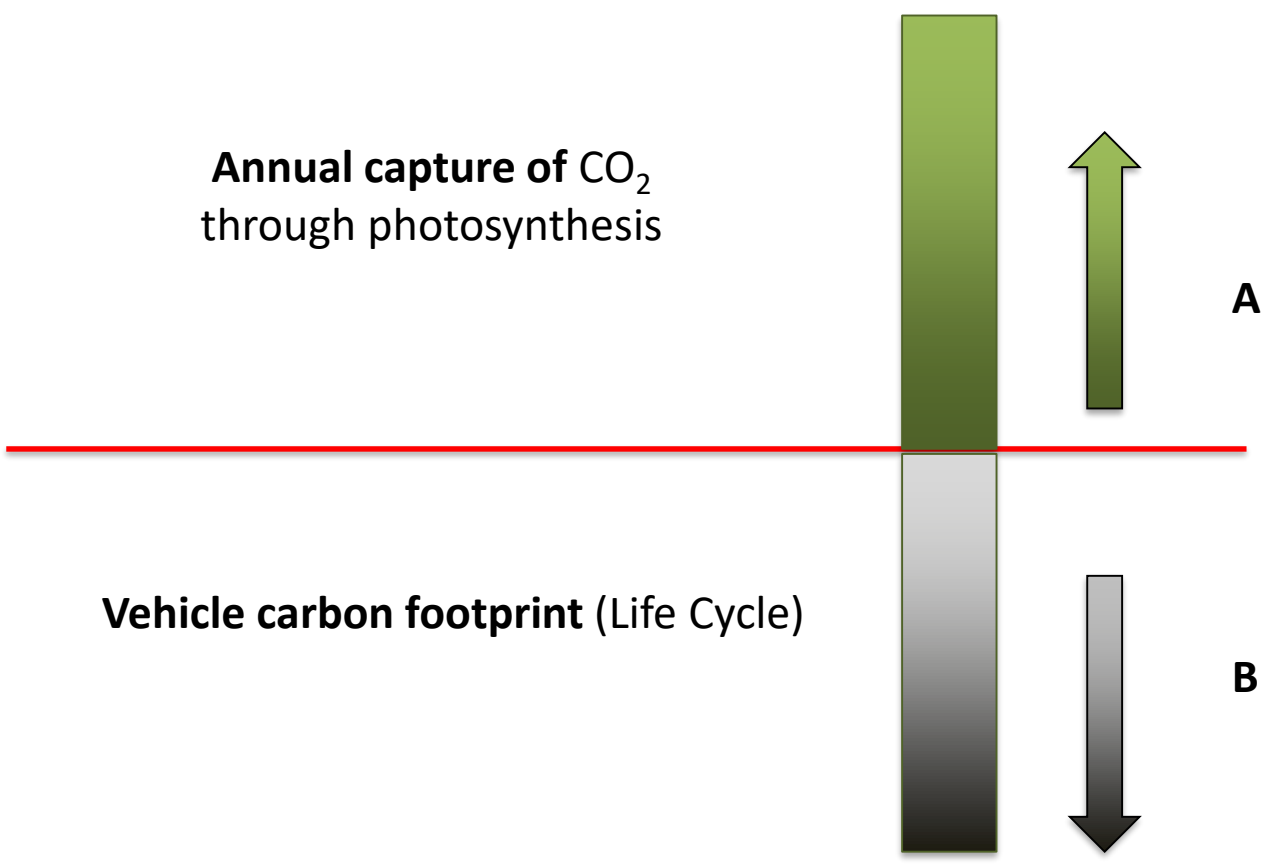 Annual capture of CO₂
through photosynthesis
A
Vehicle carbon footprint (Life Cycle)
B